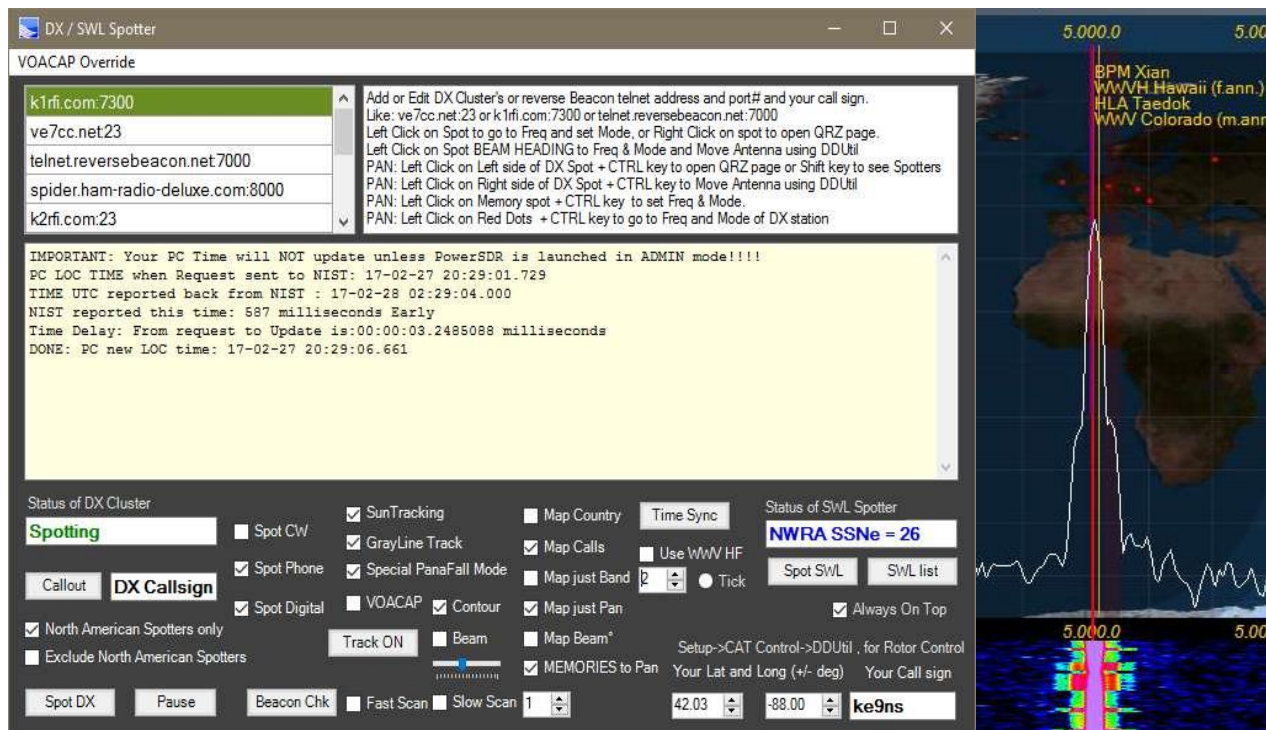 DX / SWL Spotter
VOACAP Override
k1rfi.com:7300
ve7cc.net:23
telnet.reversebeacon.net:7000
spider.ham-radio-deluxe.com:8000
k2rfi.com:23
Add or Edit DX Cluster's or reverse Beacon telnet address and port# and your call sign.
Like: ve7cc.net:23 or k1rfi.com:7300 or telnet.reversebeacon.net:7000
Left Click on Spot to go to Freq and set Mode, or Right Click on spot to open QRZ page.
Left Click on Spot BEAM HEADING to Freq & Mode and Move Antenna using DDUtil
PAN: Left Click on Left side of DX Spot + CTRL key to open QRZ page or Shift key to see Spotters
PAN: Left Click on Right side of DX Spot + CTRL key to Move Antenna using DDUtil
PAN: Left Click on Memory spot + CTRL key to set Freq & Mode.
PAN: Left Click on Red Dots + CTRL key to go to Freq and Mode of DX station
IMPORTANT: Your PC Time will NOT update unless PowerSDR is launched in ADMIN mode!!!!
PC LOC TIME when Request sent to NIST: 17-02-27 20:29:01.729
TIME UTC reported back from NIST : 17-02-28 02:29:04.000
NIST reported this time: 587 milliseconds Early
Time Delay: From request to Update is:00:00:03.2485088 milliseconds
DONE: PC new LOC time: 17-02-27 20:29:06.661
Status of DX Cluster
Spotting
Callout
DX Callsign
North American Spotters only
Exclude North American Spotters
Spot DX
Pause
Beacon Chk
Spot CW
Spot Phone
Spot Digital
SunTracking
GrayLine Track
Special PanaFall Mode
VOACAP
Contour
Track ON
Beam
Fast Scan
Slow Scan
1
Map Country
Map Calls
Map just Band
Map just Pan
Map Beam°
MEMORIES to Pan
Time Sync
Use WWV HF
2
Tick
Status of SWL Spotter
NWRA SSNe = 26
Spot SWL
SWL list
Always On Top
Setup->CAT Control->DDUtil , for Rotor Control
Your Lat and Long (+/- deg)
Your Call sign
42.03
-88.00
ke9ns
5.000.0
5.00
BPM Xian
WWVH Hawaii (f.ann.)
HLA Taedok
WWV Colorado (m.ann
5.000.0
5.00